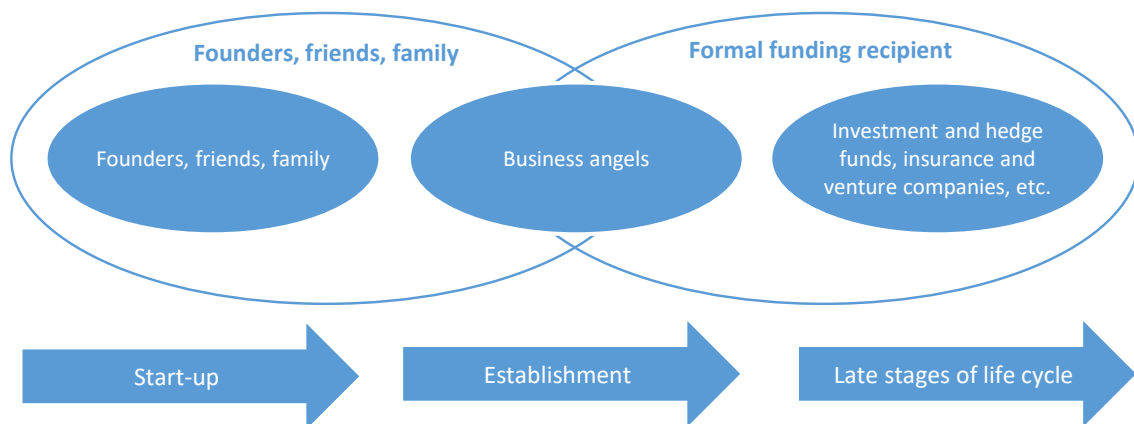 Founders, friends, family
Formal funding recipient
Founders, friends, family
Business angels
Investment and hedge
funds, insurance and
venture companies, etc.
Start-up
Establishment
Late stages of life cycle